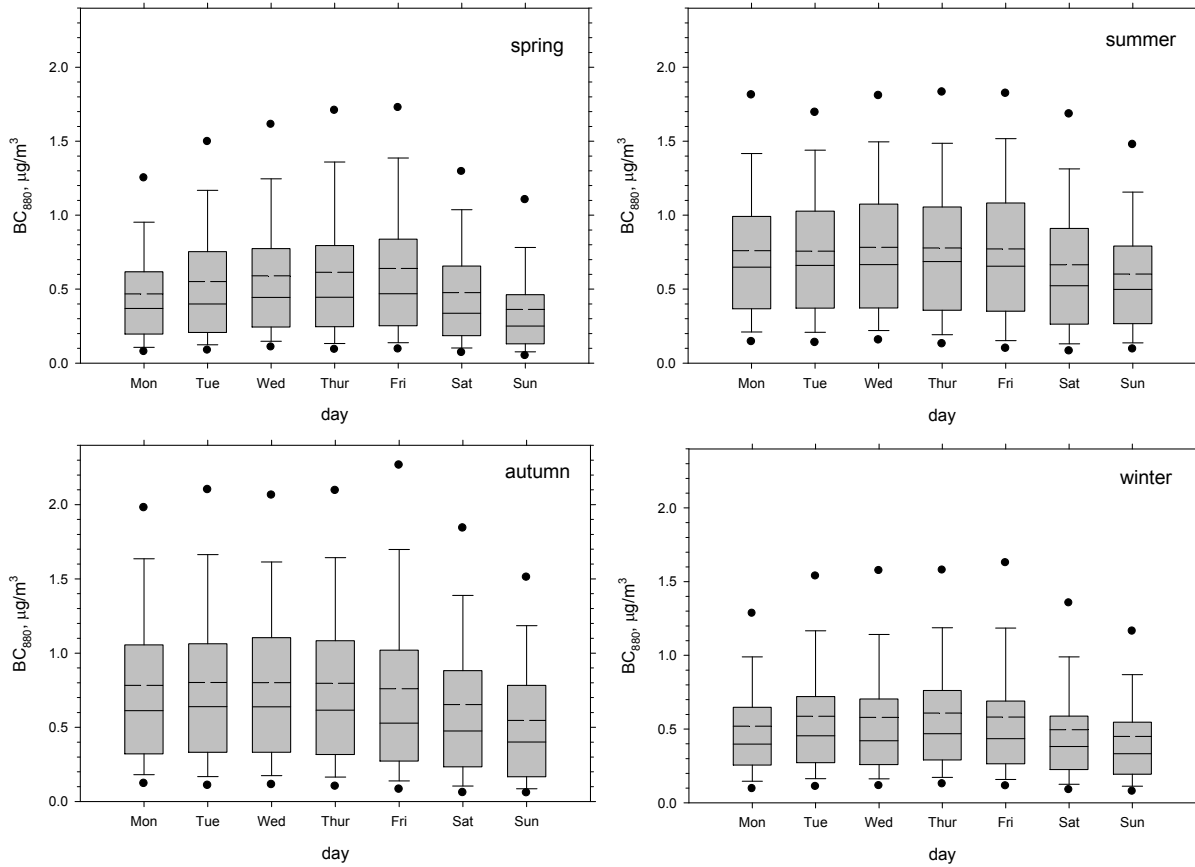 spring
2.0
1.5
1.0
0.5
0.0
BC880, μg/m3
Mon Tue Wed Thur Fri Sat Sun
day
summer
2.0
1.5
1.0
0.5
0.0
BC880, μg/m3
Mon Tue Wed Thur Fri Sat Sun
day
autumn
2.0
1.5
1.0
0.5
0.0
BC880, μg/m3
Mon Tue Wed Thur Fri Sat Sun
day
winter
2.0
1.5
1.0
0.5
0.0
BC880, μg/m3
Mon Tue Wed Thur Fri Sat Sun
day